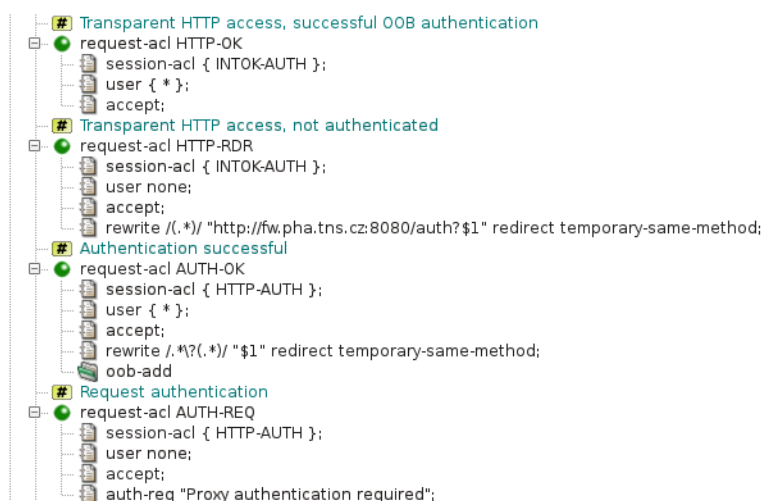 # Transparent HTTP access, successful OOB authentication
request-acl HTTP-OK
session-acl { INTOK-AUTH };
user { * };
accept;
# Transparent HTTP access, not authenticated
request-acl HTTP-RDR
session-acl { INTOK-AUTH };
user none;
accept;
rewrite /(.*)/ "http://fw.pha.tns.cz:8080/auth?$1" redirect temporary-same-method;
# Authentication successful
request-acl AUTH-OK
session-acl { HTTP-AUTH };
user { * };
accept;
rewrite /.*\?(.*)/ "$1" redirect temporary-same-method;
oob-add
# Request authentication
request-acl AUTH-REQ
session-acl { HTTP-AUTH };
user none;
accept;
auth-req "Proxy authentication required";